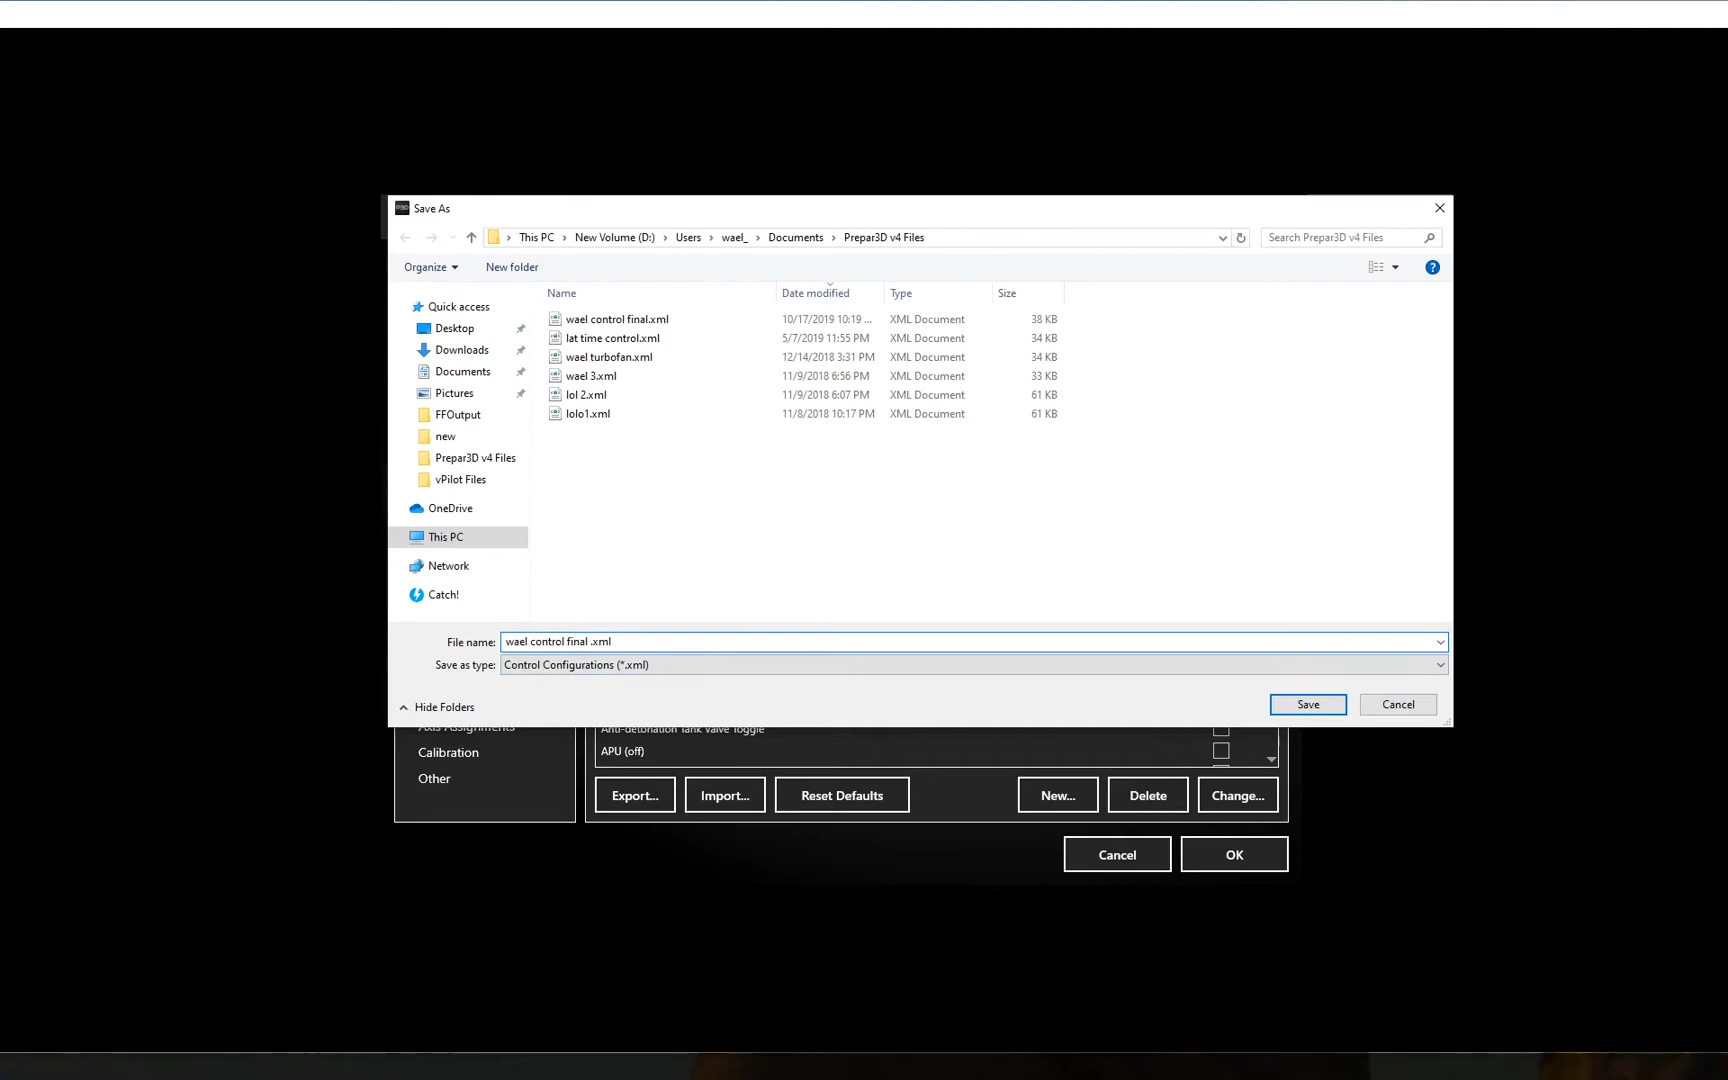 P3D Save As
This PC > New Volume (D:) > Users > wael_ > Documents > Prepar3D v4 Files
Search Prepar3D v4 Files
Organize New folder
?
Name Date modified Type Size
wael control final.xml 10/17/2019 10:19 ... XML Document 38 KB
lat time control.xml 5/7/2019 11:55 PM XML Document 34 KB
wael turbofan.xml 12/14/2018 3:31 PM XML Document 34 KB
wael 3.xml 11/9/2018 6:56 PM XML Document 33 KB
lol 2.xml 11/9/2018 6:07 PM XML Document 61 KB
lolo1.xml 11/8/2018 10:17 PM XML Document 61 KB
Quick access
Desktop
Downloads
Documents
Pictures
FFOutput
new
Prepar3D v4 Files
vPilot Files
OneDrive
This PC
Network
Catch!
File name: wael control final .xml
Save as type: Control Configurations (*.xml)
Hide Folders
Save Cancel
Axis Assignments
Calibration
Other
Anti-detonation Tank Valve Toggle
APU (off)
Export... Import... Reset Defaults New... Delete Change...
Cancel OK